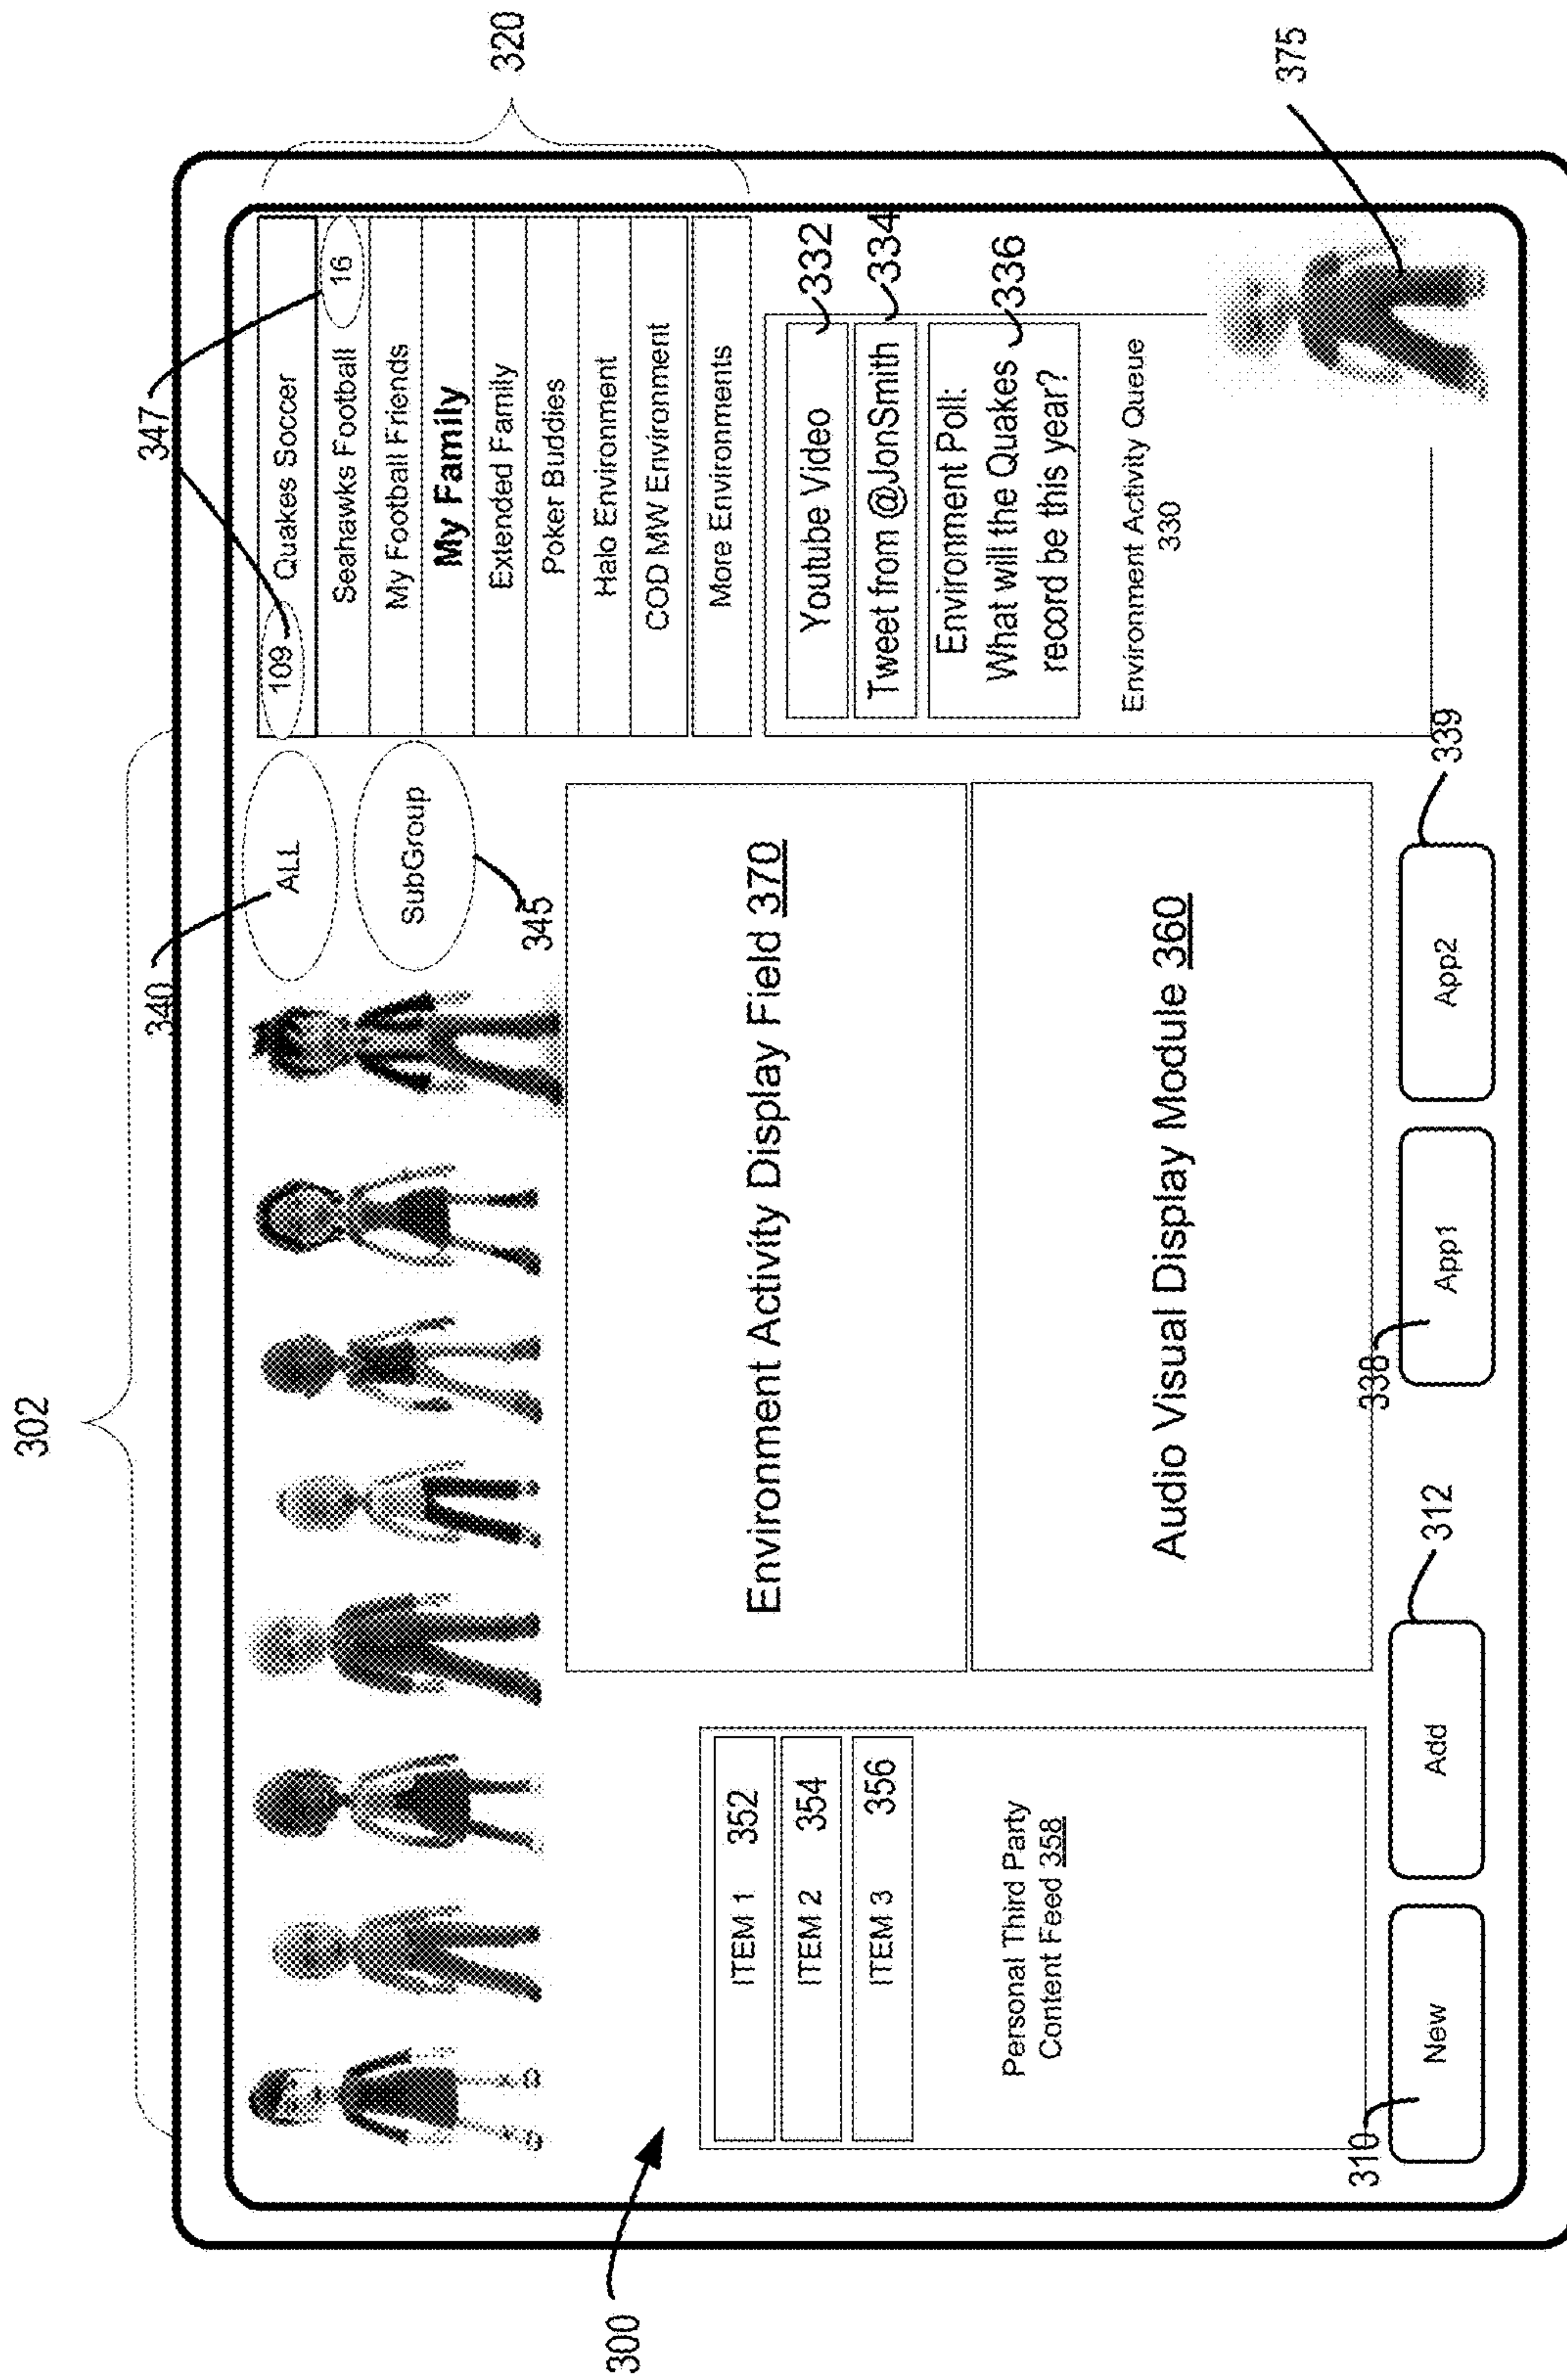 302
340
347
320
ALL
SubGroup
345
109 Quakes Soccer
Seahawks Football 16
My Football Friends
My Family
Extended Family
Poker Buddies
Halo Environment
COD MW Environment
More Environments
300
ITEM 1 352
ITEM 2 354
ITEM 3 356
Personal Third Party
Content Feed 358
Environment Activity Display Field 370
Audio Visual Display Module 360
Youtube Video
332
Tweet from @JonSmith
334
Environment Poll:
What will the Quakes
record be this year?
336
Environment Activity Queue
330
375
310
New
312
Add
338
App1
339
App2